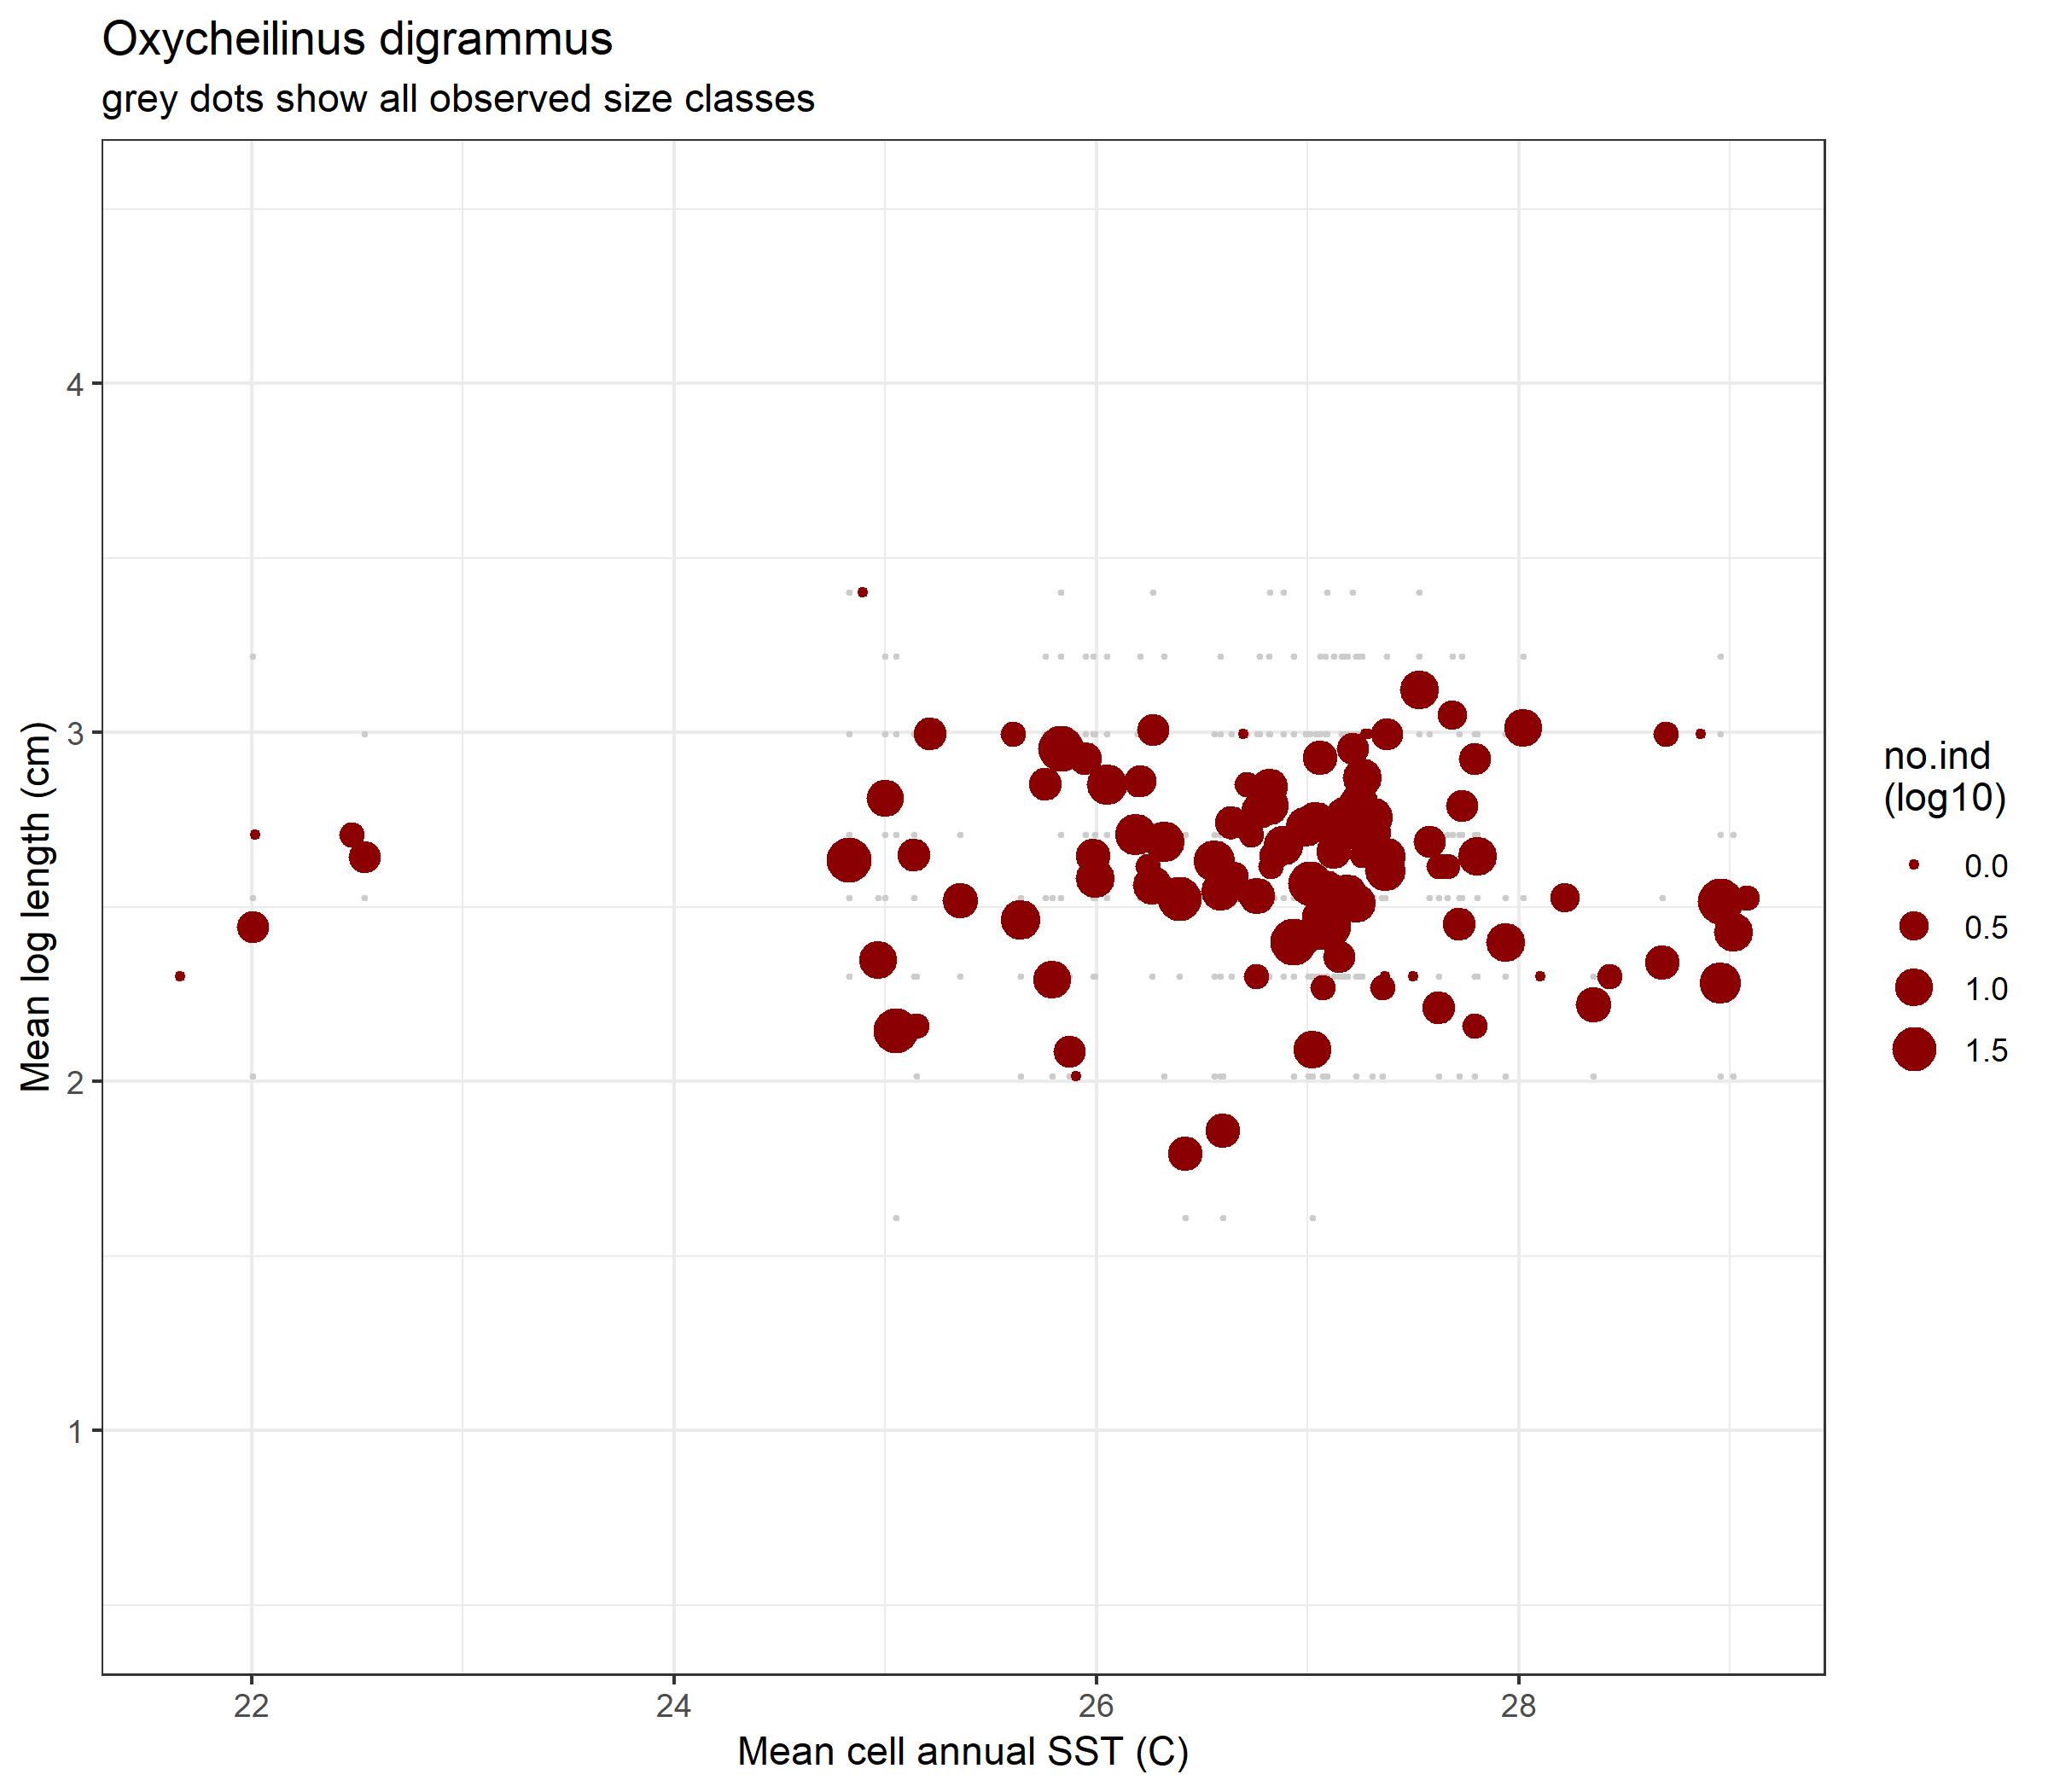 Oxycheilinus digrammus
grey dots show all observed size classes
Mean log length (cm)
4
3
2
1
22
24
26
28
Mean cell annual SST (C)
no.ind
(log10)
0.0
0.5
1.0
1.5